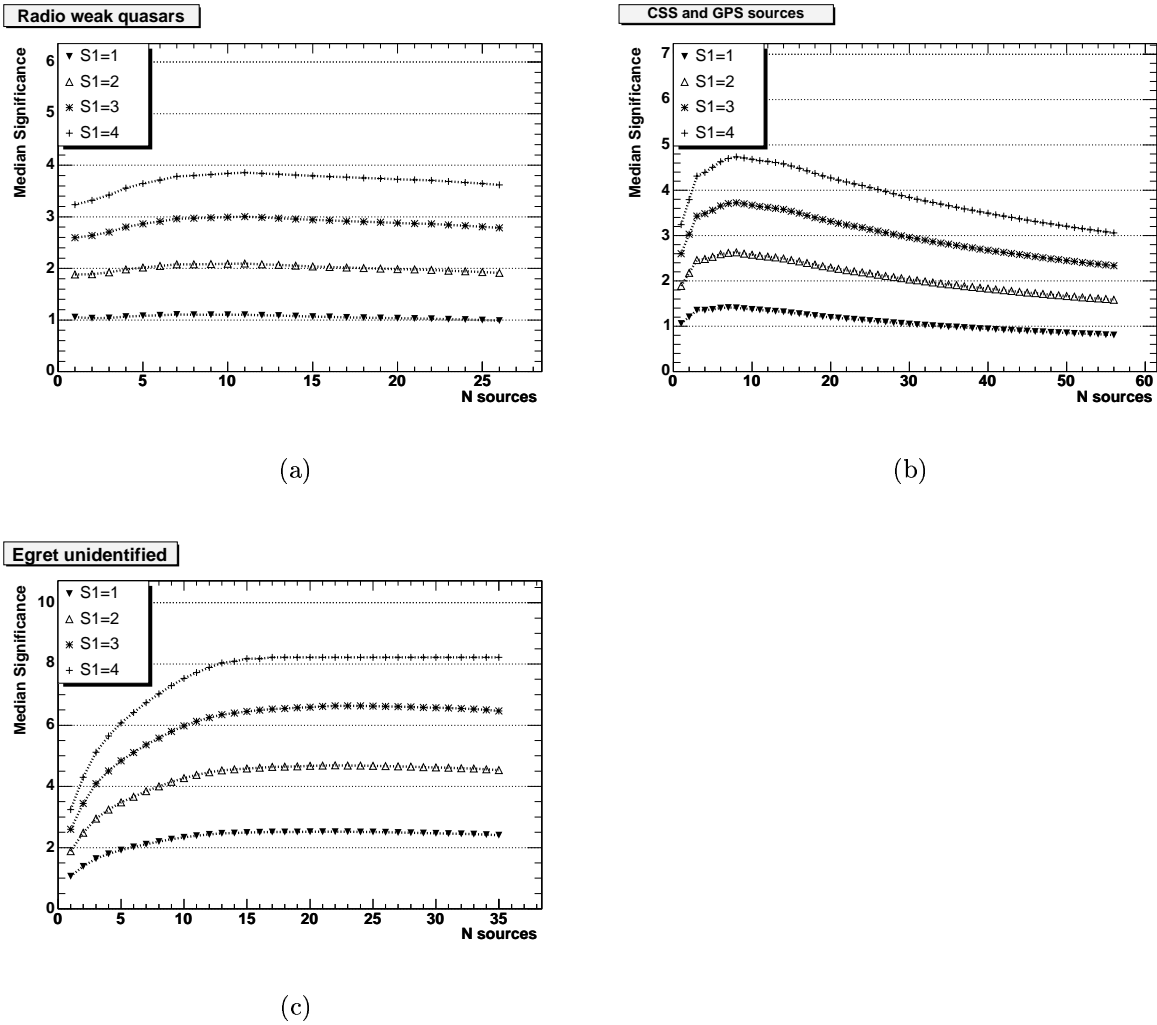 Radio weak quasars
Median Significance
6
5
4
3
2
1
0
S1=1
S1=2
S1=3
S1=4
0 5 10 15 20 25
N sources
(a)
CSS and GPS sources
Median Significance
7
6
5
4
3
2
1
0
S1=1
S1=2
S1=3
S1=4
0 10 20 30 40 50 60
N sources
(b)
Egret unidentified
Median Significance
10
8
6
4
2
0
S1=1
S1=2
S1=3
S1=4
0 5 10 15 20 25 30 35
N sources
(c)